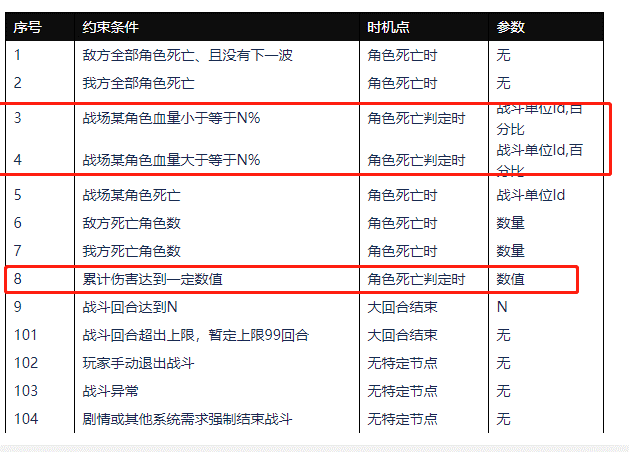 序号 约束条件 时机点 参数
1 敌方全部角色死亡、且没有下一波 角色死亡时 无
2 我方全部角色死亡 角色死亡时 无
3 战场某角色血量小于等于N% 角色死亡判定时 战斗单位Id,百
分比
4 战场某角色血量大于等于N% 角色死亡判定时 战斗单位Id,百
分比
5 战场某角色死亡 角色死亡时 战斗单位Id
6 敌方死亡角色数 角色死亡时 数量
7 我方死亡角色数 角色死亡时 数量
8 累计伤害达到一定数值 角色死亡判定时 数值
9 战斗回合达到N 大回合结束 N
101 战斗回合超出上限，暂定上限99回合 大回合结束 无
102 玩家手动退出战斗 无特定节点 无
103 战斗异常 无特定节点 无
104 剧情或其他系统需求强制结束战斗 无特定节点 无